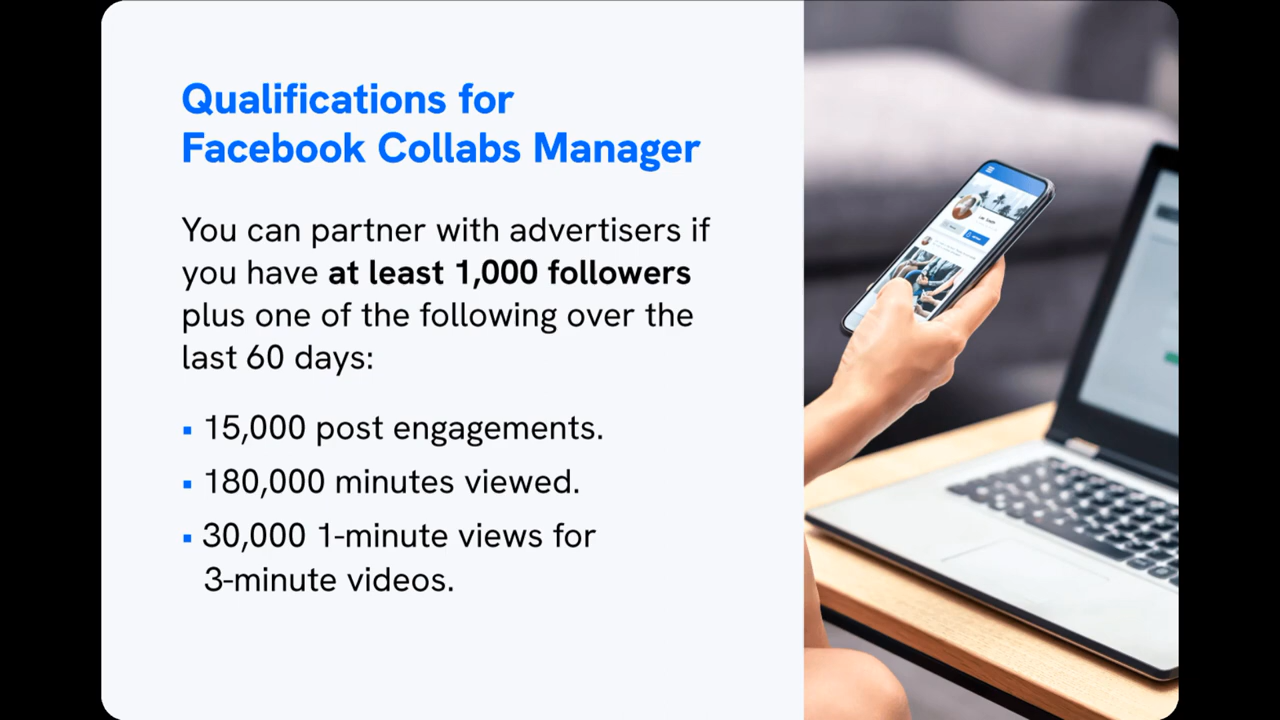 Qualifications for
Facebook Collabs Manager
You can partner with advertisers if
you have at least 1,000 followers
plus one of the following over the
last 60 days:
▪ 15,000 post engagements.
▪ 180,000 minutes viewed.
▪ 30,000 1-minute views for
3-minute videos.